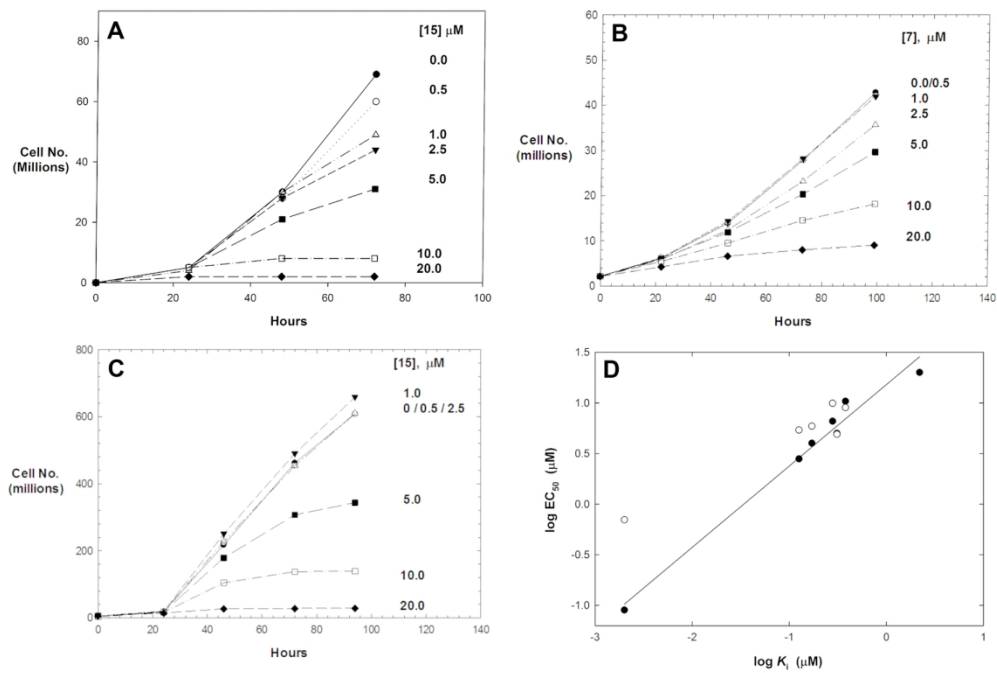 A
[15] μM
0.0
0.5
1.0
2.5
5.0
10.0
20.0
Cell No.
(Millions)
80
60
40
20
0
0 20 40 60 80 100
Hours
B
[7], μM
0.0/0.5
1.0
2.5
5.0
10.0
20.0
Cell No.
(millions)
60
50
40
30
20
10
0
0 20 40 60 80 100 120 140
Hours
C
[15], μM
1.0
0 / 0.5 / 2.5
5.0
10.0
20.0
Cell No.
(millions)
800
600
400
200
0
0 20 40 60 80 100 120 140
Hours
D
log EC50 (μM)
1.5
1.0
0.5
0.0
-0.5
-1.0
-3 -2 -1 0 1
log Ki (μM)